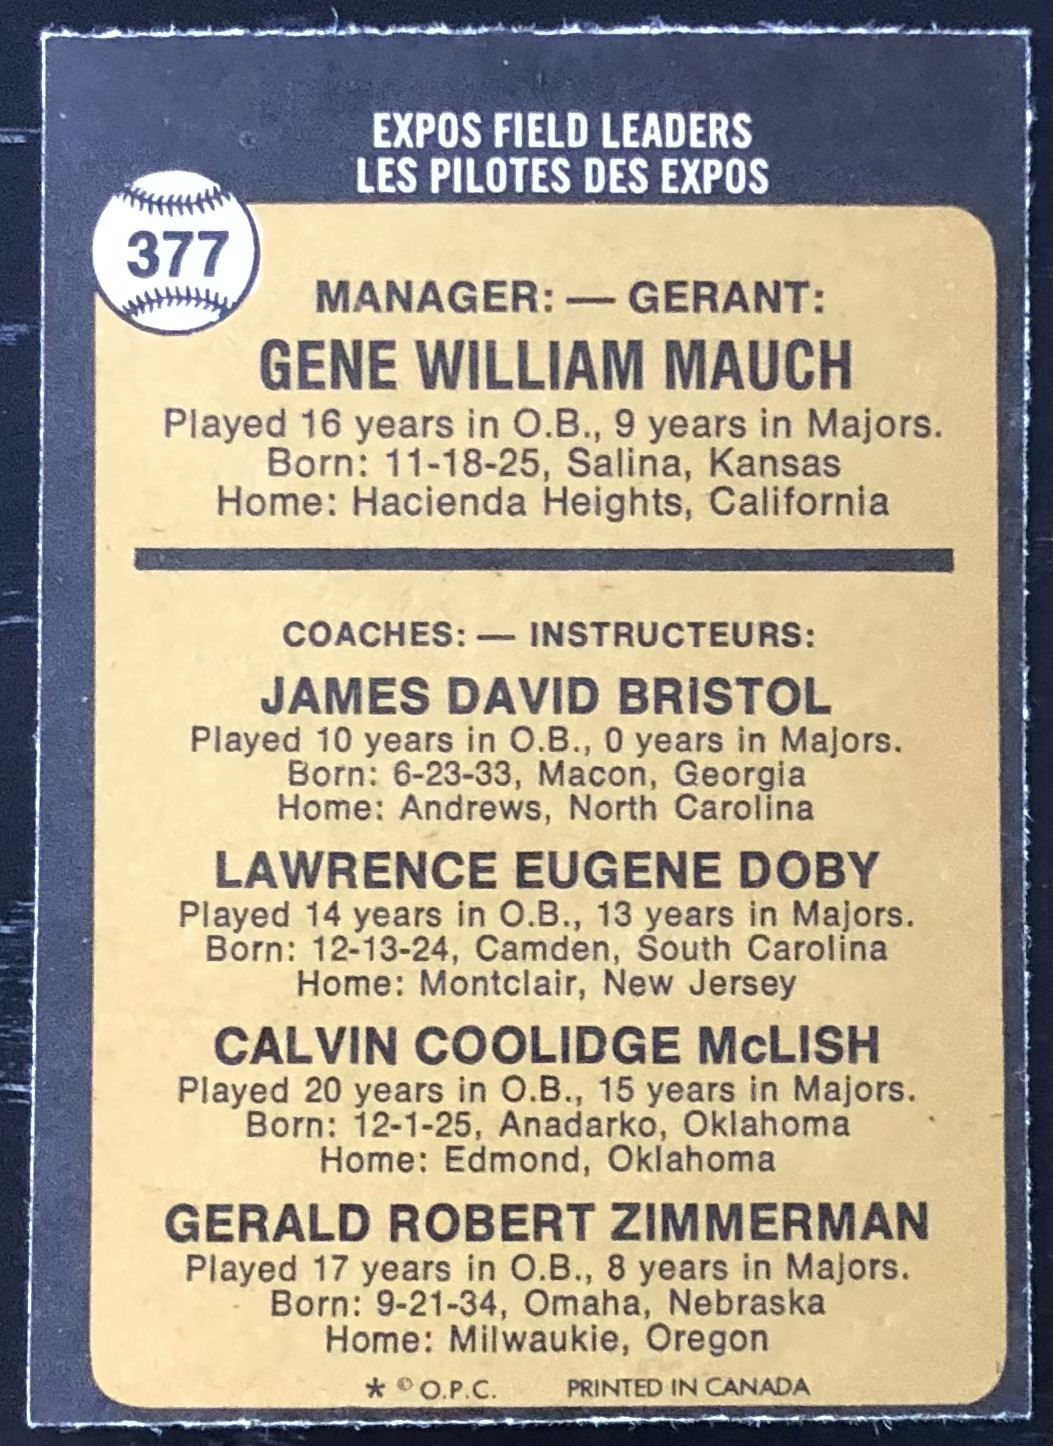 EXPOS FIELD LEADERS
LES PILOTES DES EXPOS
377
MANAGER: — GERANT:
GENE WILLIAM MAUCH
Played 16 years in O.B., 9 years in Majors.
Born: 11-18-25, Salina, Kansas
Home: Hacienda Heights, California
COACHES: — INSTRUCTEURS:
JAMES DAVID BRISTOL
Played 10 years in O.B., 0 years in Majors.
Born: 6-23-33, Macon, Georgia
Home: Andrews, North Carolina
LAWRENCE EUGENE DOBY
Played 14 years in O.B., 13 years in Majors.
Born: 12-13-24, Camden, South Carolina
Home: Montclair, New Jersey
CALVIN COOLIDGE McLISH
Played 20 years in O.B., 15 years in Majors.
Born: 12-1-25, Anadarko, Oklahoma
Home: Edmond, Oklahoma
GERALD ROBERT ZIMMERMAN
Played 17 years in O.B., 8 years in Majors.
Born: 9-21-34, Omaha, Nebraska
Home: Milwaukie, Oregon
* © O.P.C. PRINTED IN CANADA